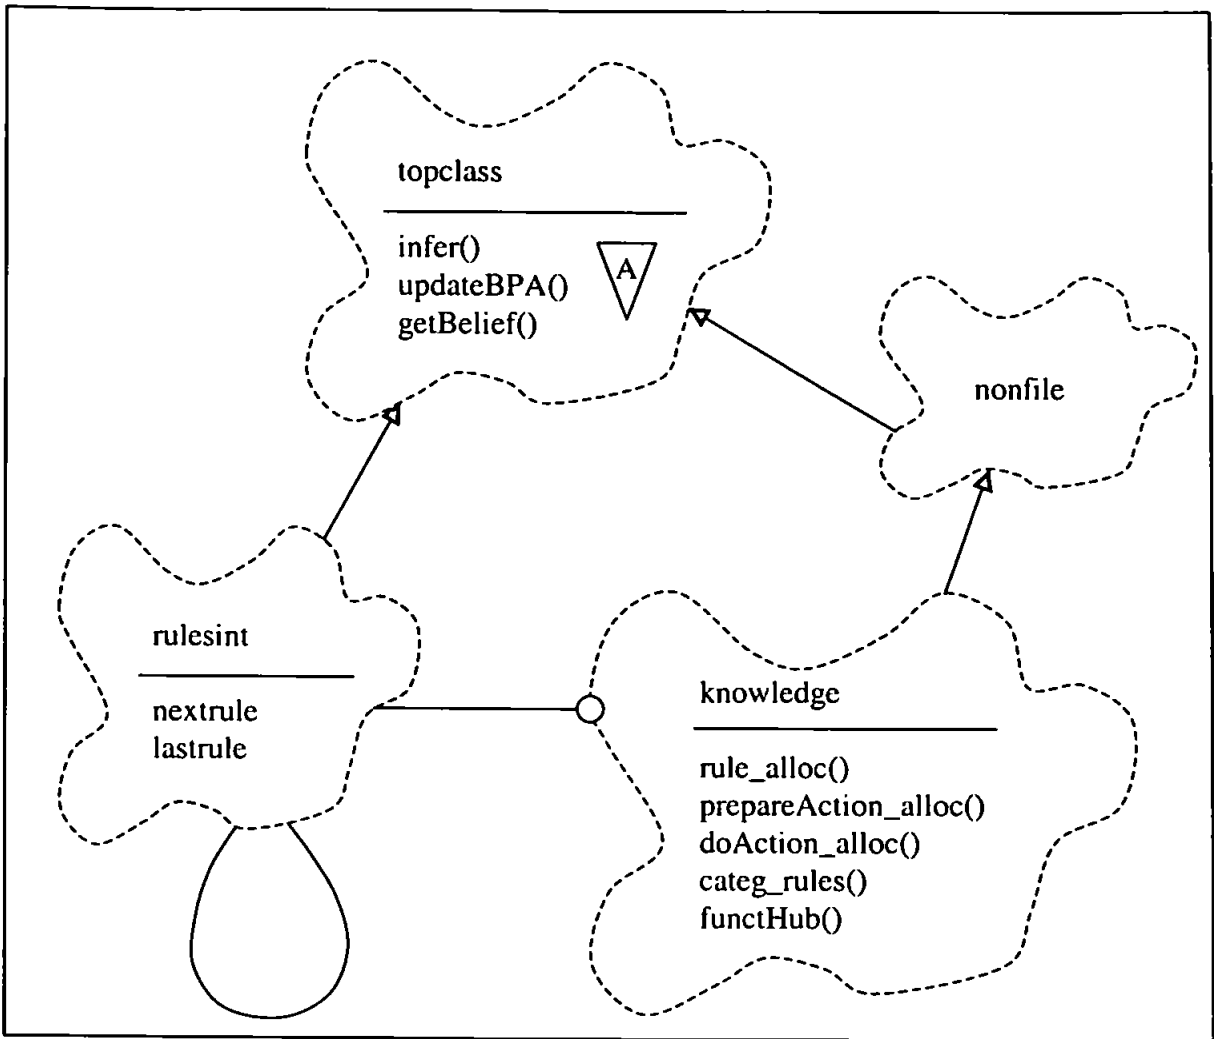 topclass
infer()
updateBPA()
getBelief()
A
nonfile
rulesint
nextrule
lastrule
knowledge
rule_alloc()
prepareAction_alloc()
doAction_alloc()
categ_rules()
functHub()